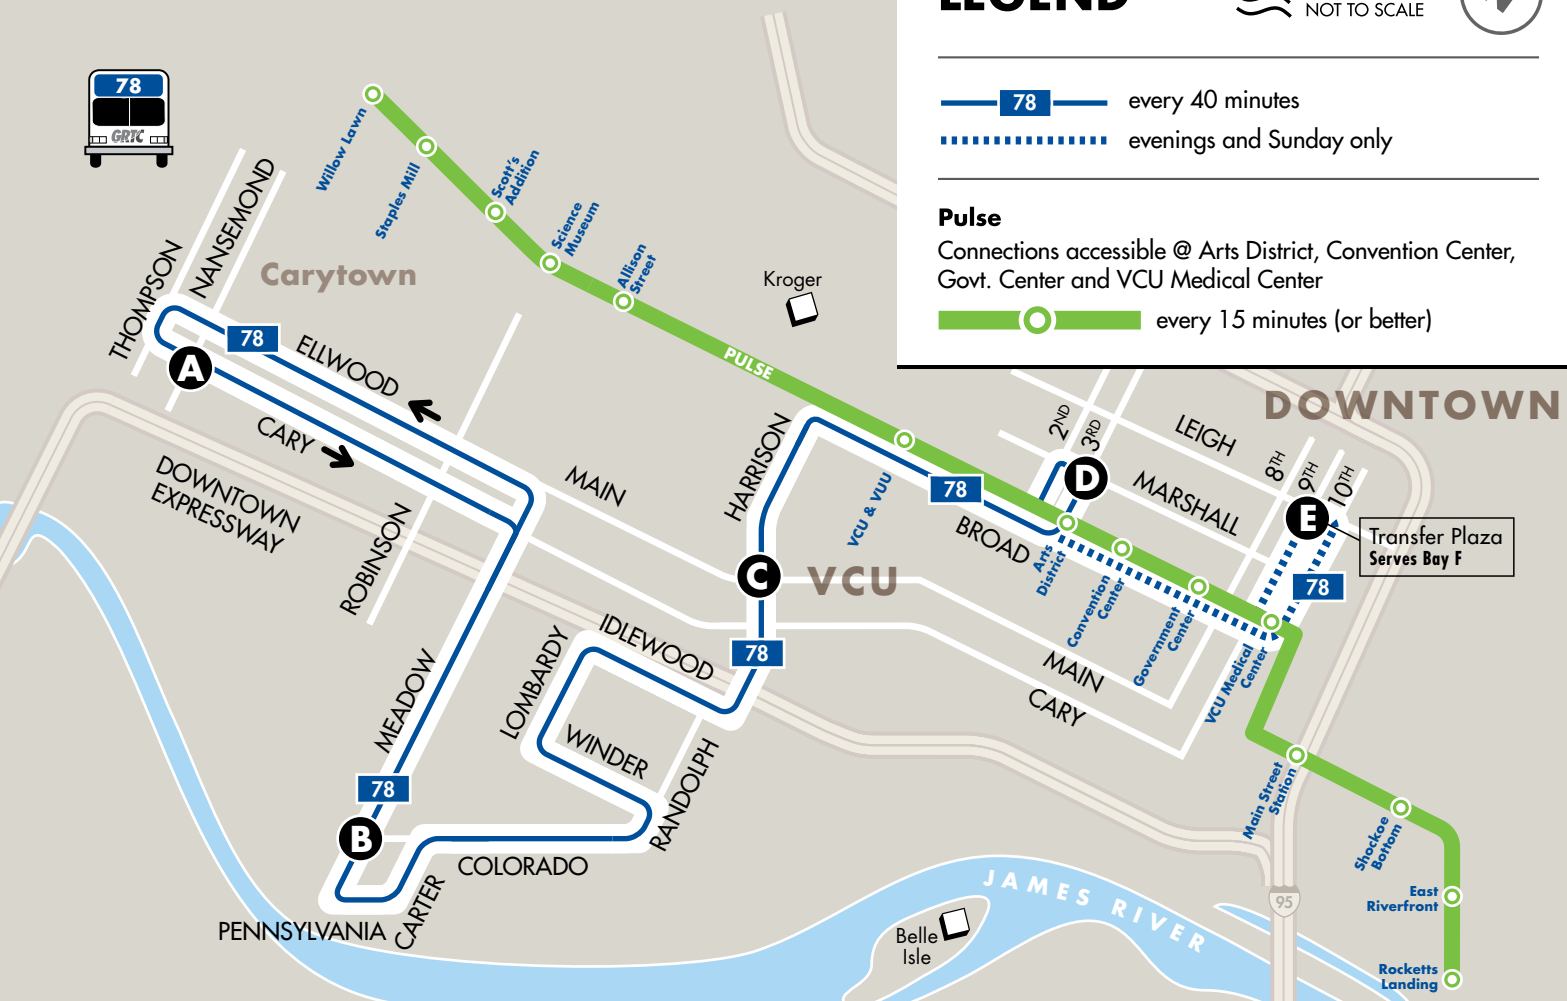 LEGEND
NOT TO SCALE
78
every 40 minutes
evenings and Sunday only
Pulse
Connections accessible @ Arts District, Convention Center,
Govt. Center and VCU Medical Center
every 15 minutes (or better)
78
GRTC
Willow Lawn
Staples Mill
Scott's
Addition
Science
Museum
Allison
Street
Kroger
NANSEMOND
THOMPSON
Carytown
78
ELLWOOD
A
CARY
DOWNTOWN
EXPRESSWAY
ROBINSON
MAIN
PULSE
HARRISON
VCU & VUU
78
BROAD
2ND
3RD
D
LEIGH
MARSHALL
DOWNTOWN
8TH
9TH
10TH
E
Transfer Plaza
Serves Bay F
78
Arts
District
Convention
Center
Government
Center
VCU Medical
Center
C
VCU
78
IDLEWOOD
LOMBARDY
WINDER
RANDOLPH
MEADOW
78
B
COLORADO
CARTER
PENNSYLVANIA
MAIN
CARY
Main Street
Station
Shockoe
Bottom
95
East
Riverfront
Rocketts
Landing
JAMES RIVER
Belle
Isle